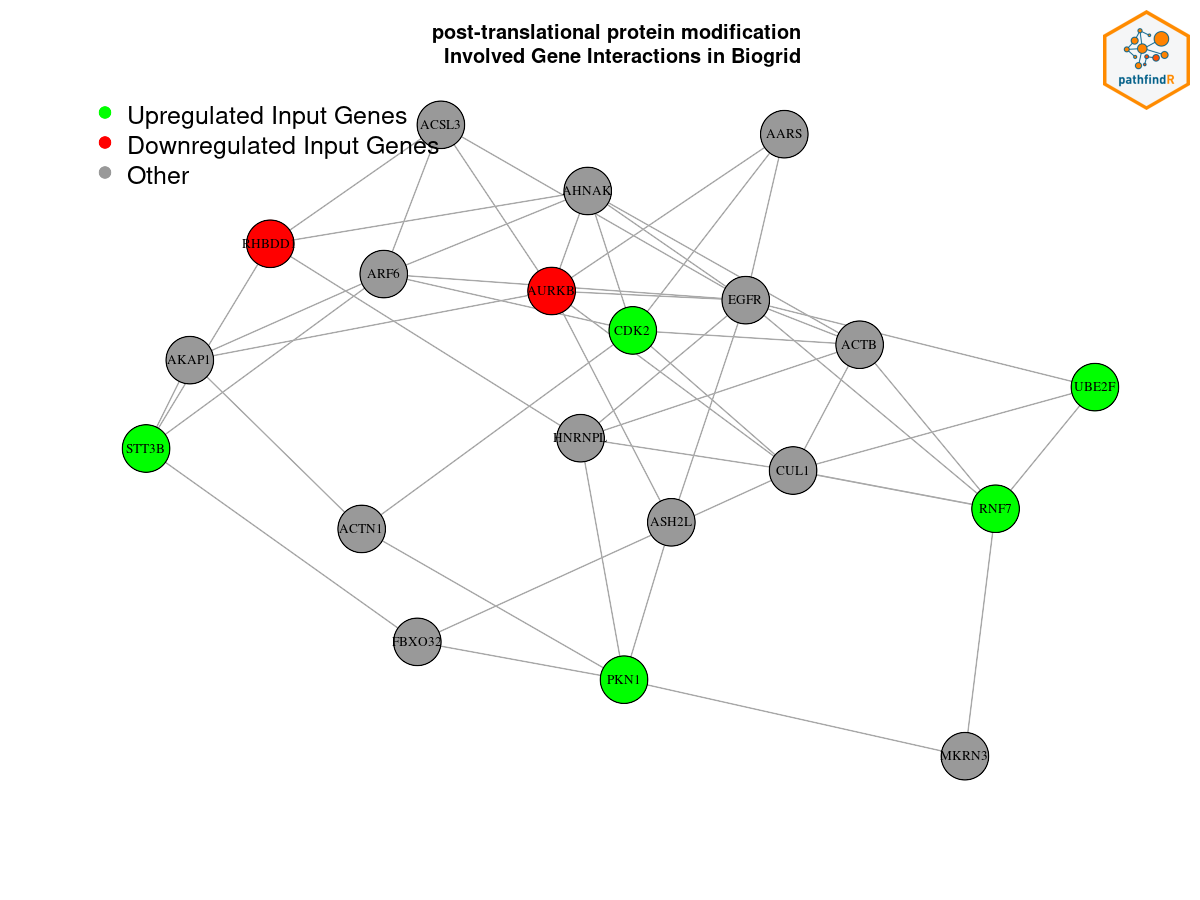 post-translational protein modification
Involved Gene Interactions in Biogrid
pathfindR
Upregulated Input Genes
Downregulated Input Genes
Other
ACSL3
AARS
AHNAK
RHBDD
ARF6
AURKB
EGFR
CDK2
ACTB
AKAP1
UBE2F
HNRNPL
STT3B
CUL1
RNF7
ASH2L
ACTN1
FBXO32
PKN1
MKRN3